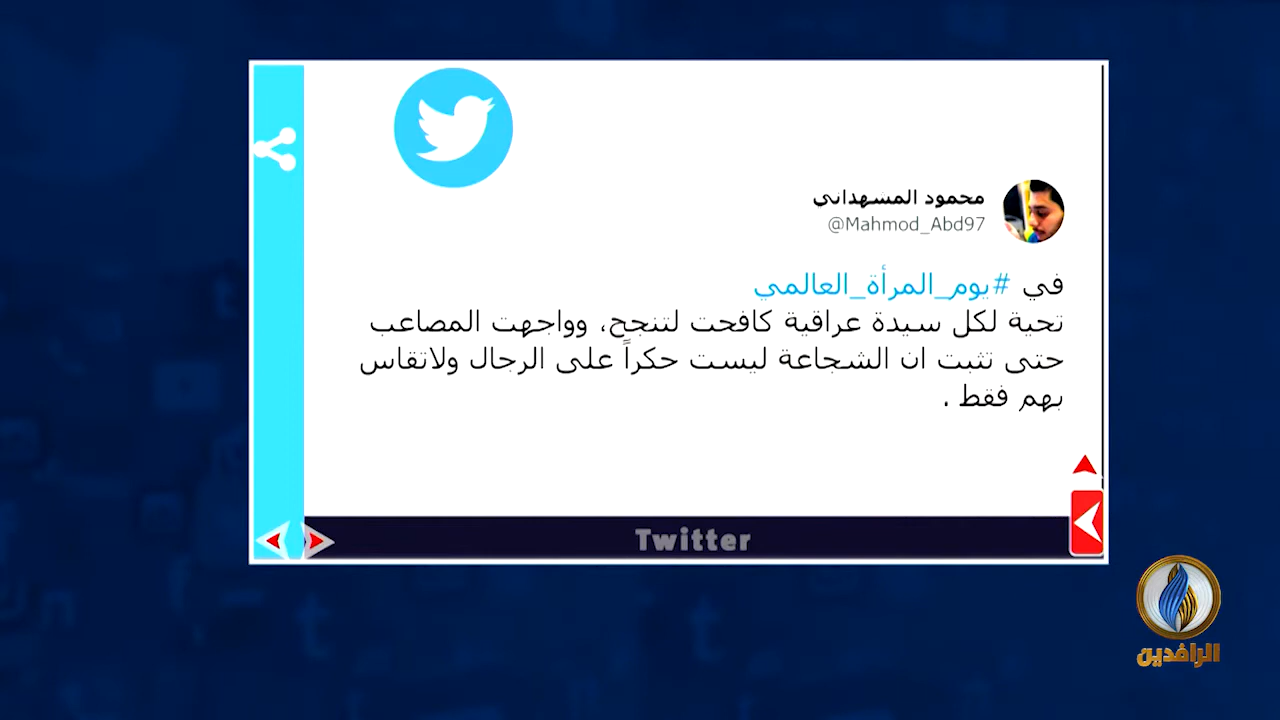 محمود المشهداني
@Mahmod_Abd97
في #يوم_المرأة_العالمي
تحية لكل سيدة عراقية كافحت لتنجح، وواجهت المصاعب
حتى تثبت ان الشجاعة ليست حكراً على الرجال ولاتقاس
بهم فقط .
Twitter
الرافدين